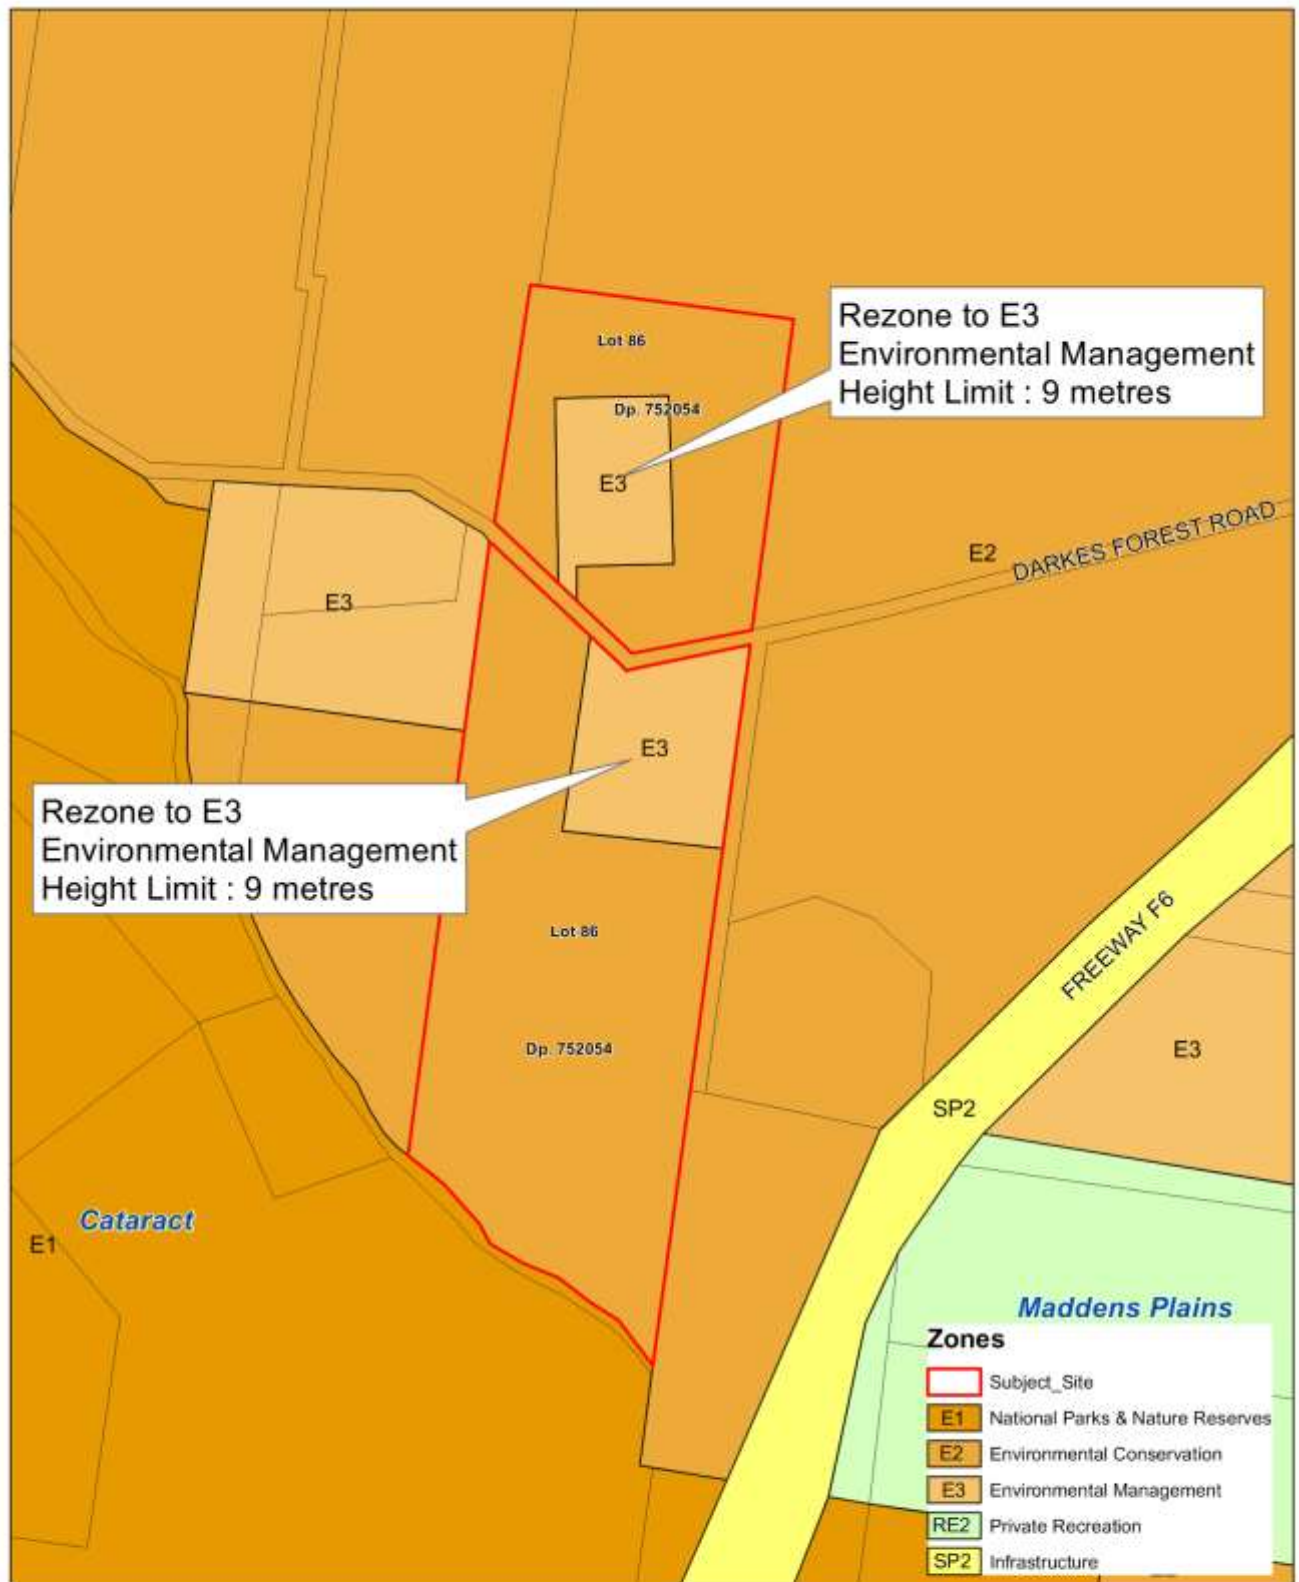 Rezone to E3
Environmental Management
Height Limit : 9 metres
Lot 86
Dp. 752054
E3
E2
DARKES FOREST ROAD
E3
E3
Rezone to E3
Environmental Management
Height Limit : 9 metres
FREEWAY F6
Lot 86
Dp. 752054
E3
SP2
Cataract
E1
Maddens Plains
Zones
Subject_Site
E1 National Parks & Nature Reserves
E2 Environmental Conservation
E3 Environmental Management
RE2 Private Recreation
SP2 Infrastructure